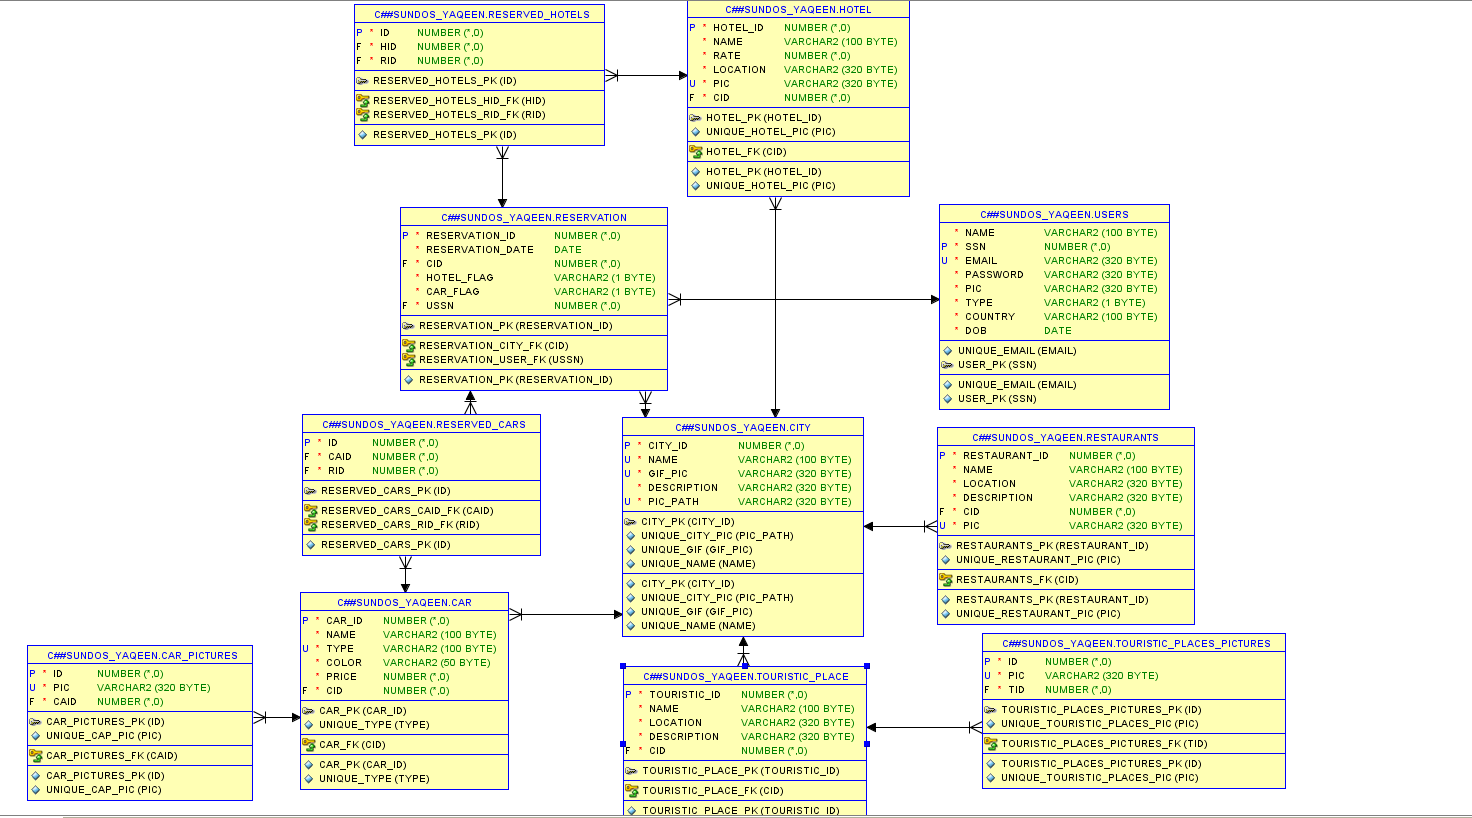 C##SUNDOS_YAQEEN.RESERVED_HOTELS
P * ID NUMBER (*,0)
F * HID NUMBER (*,0)
F * RID NUMBER (*,0)
RESERVED_HOTELS_PK (ID)
RESERVED_HOTELS_HID_FK (HID)
RESERVED_HOTELS_RID_FK (RID)
RESERVED_HOTELS_PK (ID)
C##SUNDOS_YAQEEN.HOTEL
P * HOTEL_ID NUMBER (*,0)
* NAME VARCHAR2 (100 BYTE)
* RATE NUMBER (*,0)
* LOCATION VARCHAR2 (320 BYTE)
U * PIC VARCHAR2 (320 BYTE)
F * CID NUMBER (*,0)
HOTEL_PK (HOTEL_ID)
UNIQUE_HOTEL_PIC (PIC)
HOTEL_FK (CID)
HOTEL_PK (HOTEL_ID)
UNIQUE_HOTEL_PIC (PIC)
C##SUNDOS_YAQEEN.RESERVATION
P * RESERVATION_ID NUMBER (*,0)
* RESERVATION_DATE DATE
F * CID NUMBER (*,0)
* HOTEL_FLAG VARCHAR2 (1 BYTE)
* CAR_FLAG VARCHAR2 (1 BYTE)
F * USSN NUMBER (*,0)
RESERVATION_PK (RESERVATION_ID)
RESERVATION_CITY_FK (CID)
RESERVATION_USER_FK (USSN)
RESERVATION_PK (RESERVATION_ID)
C##SUNDOS_YAQEEN.USERS
* NAME VARCHAR2 (100 BYTE)
P * SSN NUMBER (*,0)
U * EMAIL VARCHAR2 (320 BYTE)
* PASSWORD VARCHAR2 (320 BYTE)
* PIC VARCHAR2 (320 BYTE)
* TYPE VARCHAR2 (1 BYTE)
* COUNTRY VARCHAR2 (100 BYTE)
* DOB DATE
UNIQUE_EMAIL (EMAIL)
USER_PK (SSN)
UNIQUE_EMAIL (EMAIL)
USER_PK (SSN)
C##SUNDOS_YAQEEN.RESERVED_CARS
P * ID NUMBER (*,0)
F * CAID NUMBER (*,0)
F * RID NUMBER (*,0)
RESERVED_CARS_PK (ID)
RESERVED_CARS_CAID_FK (CAID)
RESERVED_CARS_RID_FK (RID)
RESERVED_CARS_PK (ID)
C##SUNDOS_YAQEEN.CITY
P * CITY_ID NUMBER (*,0)
U * NAME VARCHAR2 (100 BYTE)
U * GIF_PIC VARCHAR2 (320 BYTE)
* DESCRIPTION VARCHAR2 (320 BYTE)
U * PIC_PATH VARCHAR2 (320 BYTE)
CITY_PK (CITY_ID)
UNIQUE_CITY_PIC (PIC_PATH)
UNIQUE_GIF (GIF_PIC)
UNIQUE_NAME (NAME)
CITY_PK (CITY_ID)
UNIQUE_CITY_PIC (PIC_PATH)
UNIQUE_GIF (GIF_PIC)
UNIQUE_NAME (NAME)
C##SUNDOS_YAQEEN.RESTAURANTS
P * RESTAURANT_ID NUMBER (*,0)
* NAME VARCHAR2 (100 BYTE)
* LOCATION VARCHAR2 (320 BYTE)
* DESCRIPTION VARCHAR2 (320 BYTE)
F * CID NUMBER (*,0)
U * PIC VARCHAR2 (320 BYTE)
RESTAURANTS_PK (RESTAURANT_ID)
UNIQUE_RESTAURANT_PIC (PIC)
RESTAURANTS_FK (CID)
RESTAURANTS_PK (RESTAURANT_ID)
UNIQUE_RESTAURANT_PIC (PIC)
C##SUNDOS_YAQEEN.CAR
P * CAR_ID NUMBER (*,0)
* NAME VARCHAR2 (100 BYTE)
U * TYPE VARCHAR2 (100 BYTE)
* COLOR VARCHAR2 (50 BYTE)
* PRICE NUMBER (*,0)
F * CID NUMBER (*,0)
CAR_PK (CAR_ID)
UNIQUE_TYPE (TYPE)
CAR_FK (CID)
CAR_PK (CAR_ID)
UNIQUE_TYPE (TYPE)
C##SUNDOS_YAQEEN.CAR_PICTURES
P * ID NUMBER (*,0)
U * PIC VARCHAR2 (320 BYTE)
F * CAID NUMBER (*,0)
CAR_PICTURES_PK (ID)
UNIQUE_CAP_PIC (PIC)
CAR_PICTURES_FK (CAID)
CAR_PICTURES_PK (ID)
UNIQUE_CAP_PIC (PIC)
C##SUNDOS_YAQEEN.TOURISTIC_PLACE
P * TOURISTIC_ID NUMBER (*,0)
* NAME VARCHAR2 (100 BYTE)
* LOCATION VARCHAR2 (320 BYTE)
* DESCRIPTION VARCHAR2 (320 BYTE)
F * CID NUMBER (*,0)
TOURISTIC_PLACE_PK (TOURISTIC_ID)
TOURISTIC_PLACE_FK (CID)
TOURISTIC_PLACE_PK (TOURISTIC_ID)
C##SUNDOS_YAQEEN.TOURISTIC_PLACES_PICTURES
P * ID NUMBER (*,0)
U * PIC VARCHAR2 (320 BYTE)
F * TID NUMBER (*,0)
TOURISTIC_PLACES_PICTURES_PK (ID)
UNIQUE_TOURISTIC_PLACES_PIC (PIC)
TOURISTIC_PLACES_PICTURES_FK (TID)
TOURISTIC_PLACES_PICTURES_PK (ID)
UNIQUE_TOURISTIC_PLACES_PIC (PIC)